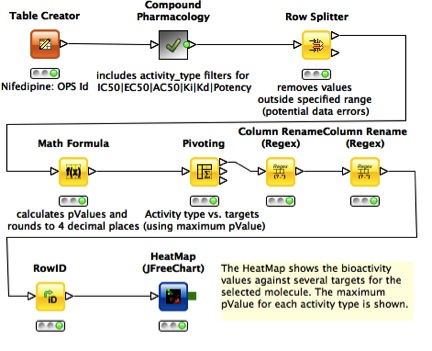 Table Creator
Nifedipine: OPS Id
Compound
Pharmacology
includes activity_type filters for
IC50|EC50|AC50|Ki|Kd|Potency
Row Splitter
removes values
outside specified range
(potential data errors)
Math Formula
f(x)
calculates pValues and
rounds to 4 decimal places
Pivoting
Activity type vs. targets
(using maximum pValue)
Column Rename
(Regex)
Regex
(?.*)
Column Rename
(Regex)
Regex
(?.*)
RowID
ID
HeatMap
(JFreeChart)
The HeatMap shows the bioactivity
values against several targets for the
selected molecule. The maximum
pValue for each activity type is shown.